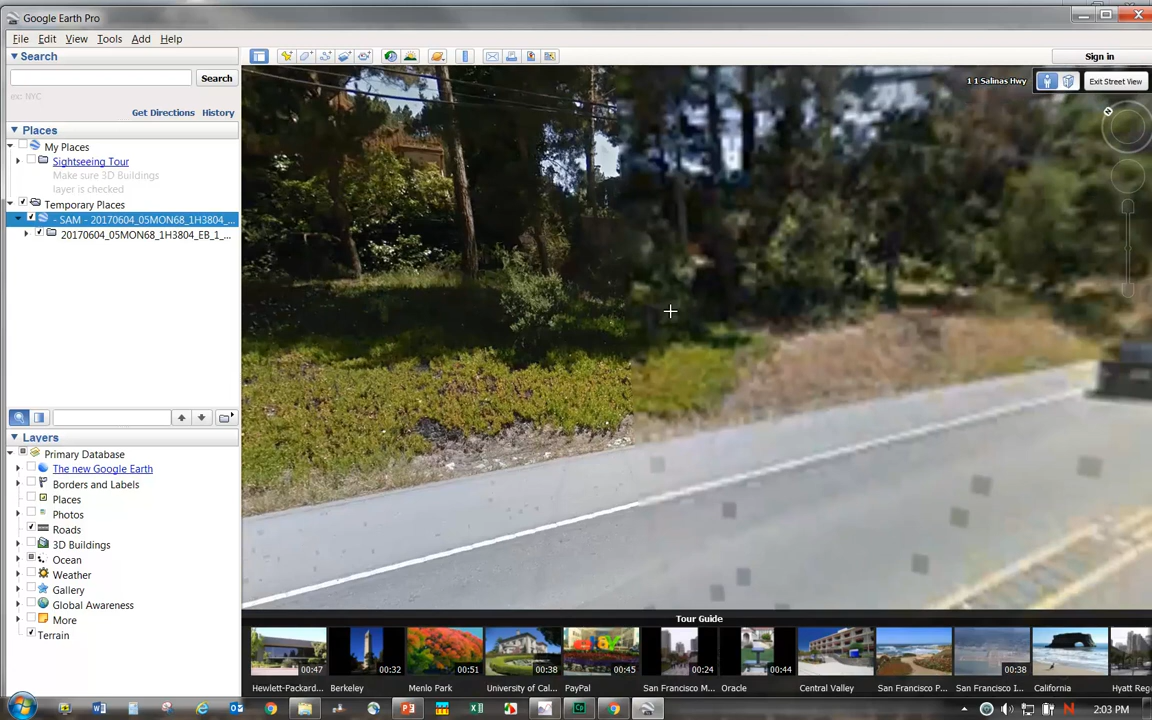 Google Earth Pro
File Edit View Tools Add Help
Search
Sign in
Search
ex: NYC
Get Directions History
1 1 Salinas Hwy
Exit Street View
Places
My Places
Sightseeing Tour
Make sure 3D Buildings
layer is checked
Temporary Places
- SAM - 20170604_05MON68_1H3804_...
20170604_05MON68_1H3804_EB_1_...
Layers
Primary Database
The new Google Earth
Borders and Labels
Places
Photos
Roads
3D Buildings
Ocean
Weather
Gallery
Global Awareness
More
Terrain
Tour Guide
00:47 00:32 00:51 00:38 00:45 00:24 00:44 00:38
Hewlett-Packard... Berkeley Menlo Park University of Cal... PayPal San Francisco M... Oracle Central Valley San Francisco P... San Francisco I... California Hyatt Reg
2:03 PM